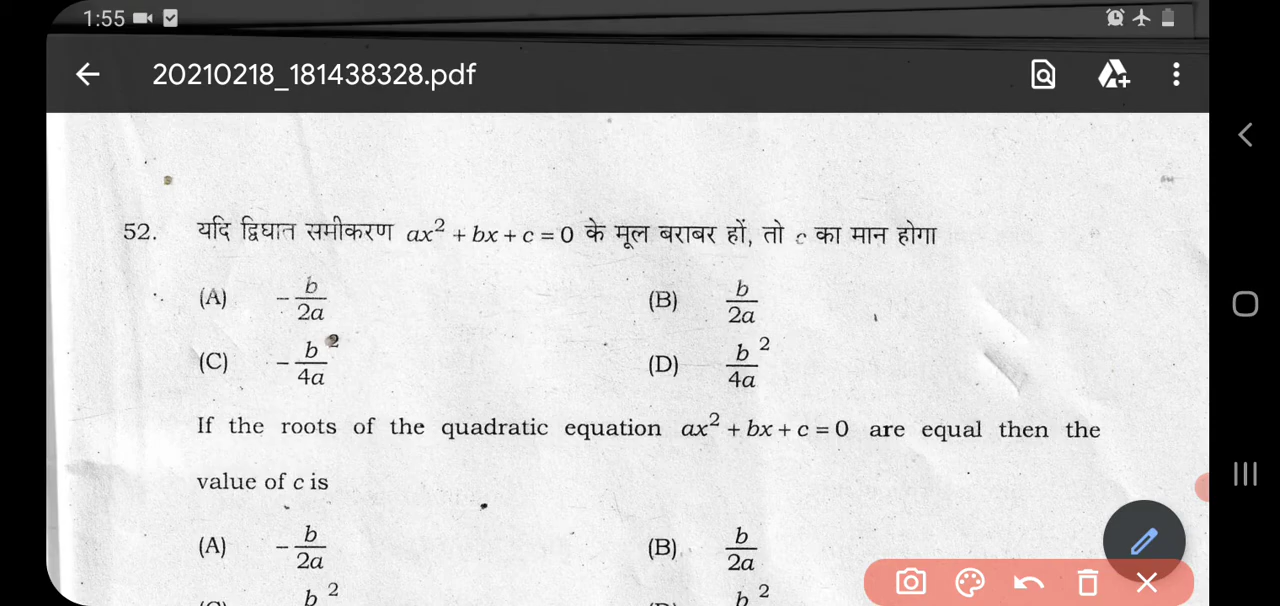 1:55
20210218_181438328.pdf
52. यदि द्विघात समीकरण ax² + bx + c = 0 के मूल बराबर हों, तो c का मान होगा
(A) -b/2a (B) b/2a
(C) -b²/4a (D) b²/4a
If the roots of the quadratic equation ax² + bx + c = 0 are equal then the
value of c is
(A) -b/2a (B) b/2a
b² b²